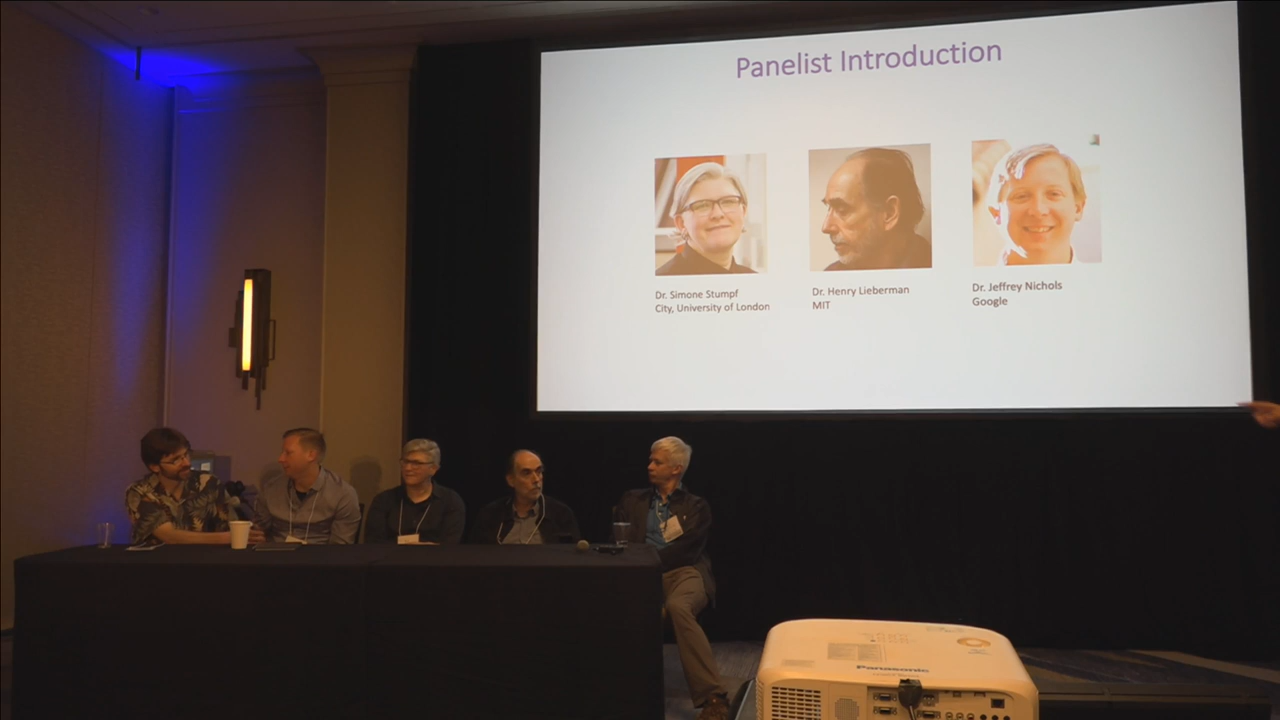 Panelist Introduction
Dr. Simone Stumpf
City, University of London
Dr. Henry Lieberman
MIT
Dr. Jeffrey Nichols
Google
Panasonic